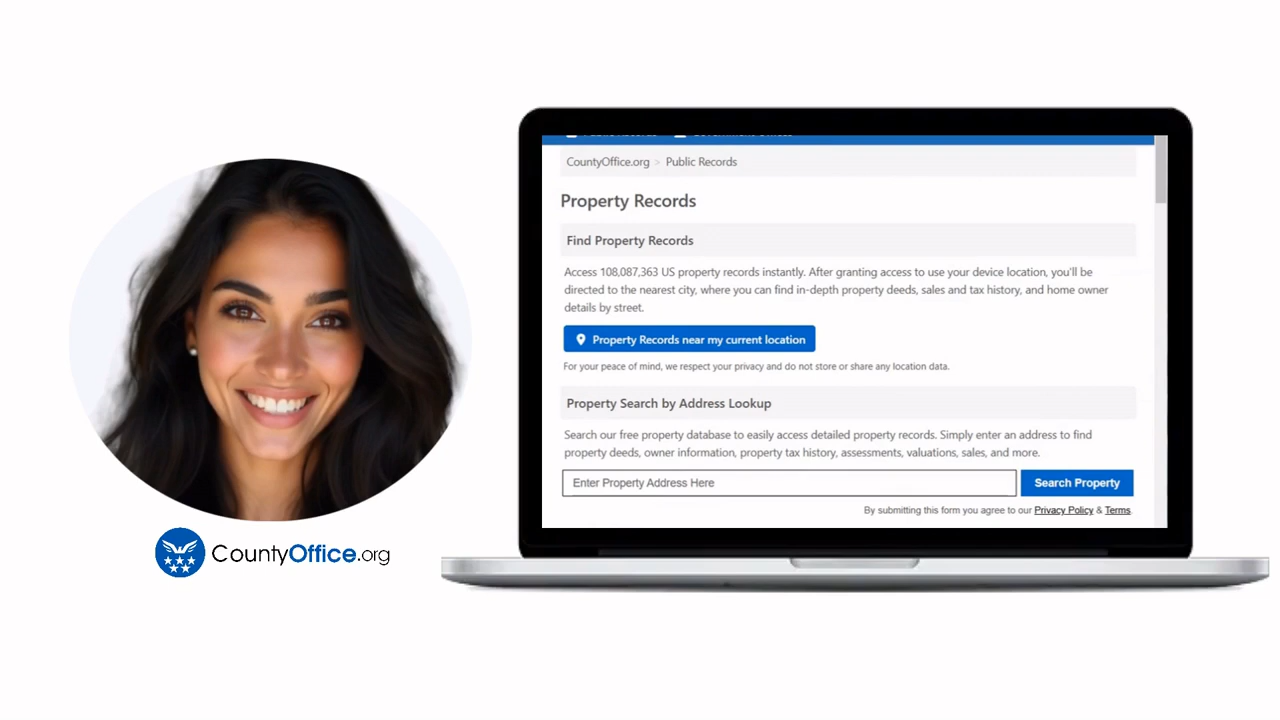 CountyOffice.org > Public Records
Property Records
Find Property Records
Access 108,087,363 US property records instantly. After granting access to use your device location, you'll be
directed to the nearest city, where you can find in-depth property deeds, sales and tax history, and home owner
details by street.
Property Records near my current location
For your peace of mind, we respect your privacy and do not store or share any location data.
Property Search by Address Lookup
Search our free property database to easily access detailed property records. Simply enter an address to find
property deeds, owner information, property tax history, assessments, valuations, sales, and more.
Enter Property Address Here
Search Property
By submitting this form you agree to our Privacy Policy & Terms.
CountyOffice.org